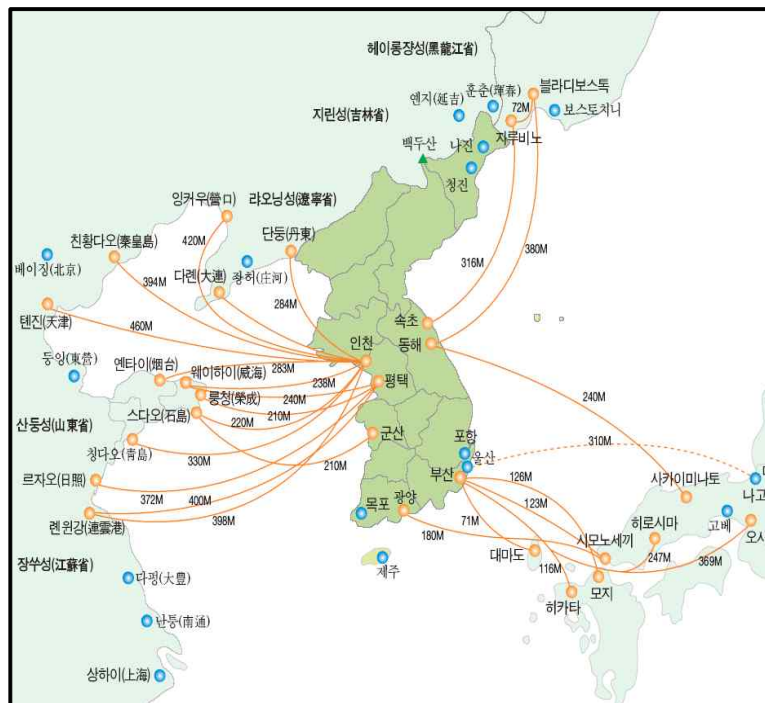 헤이롱쟝성(黑龍江省)
블라디보스톡
훈춘(琿春)
옌지(延吉)
72M
보스토치니
지린성(吉林省)
자루비노
백두산
나진
청진
잉커우(營口)
랴오닝성(遼寧省)
단둥(丹東)
친황다오(秦皇島)
420M
380M
베이징(北京)
394M
다롄(大連)
좡허(庄河)
316M
284M
텐진(天津)
460M
속초
인천
동해
둥잉(東營)
옌타이(烟台)
283M
웨이하이(威海)
238M
평택
240M
룽청(榮成)
240M
스다오(石島)
210M
220M
산둥성(山東省)
군산
포항
310M
칭다오(靑島)
울산
330M
210M
부산
126M
사카이미나토
르자오(日照)
나고
372M
400M
123M
목포
광양
히로시마
고베
오사
롄윈강(連雲港)
398M
71M
시모노세끼
180M
대마도
247M
369M
쟝쑤성(江蘇省)
제주
116M
모지
다펑(大豊)
히카타
난퉁(南通)
상하이(上海)